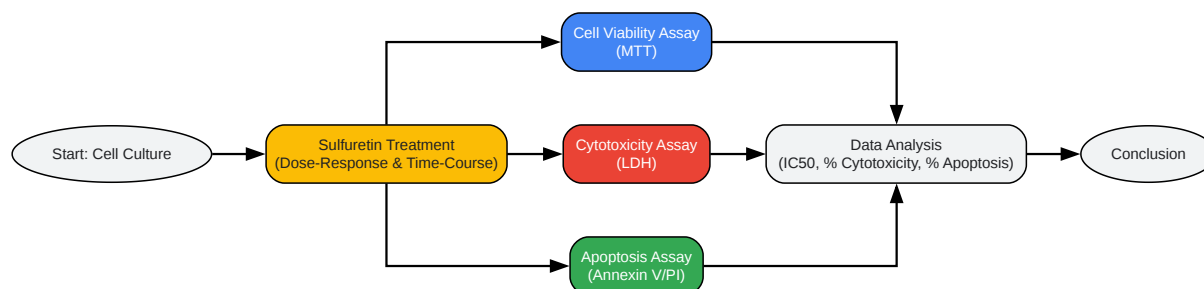 Start: Cell Culture
Sulfuretin Treatment
(Dose-Response & Time-Course)
Cell Viability Assay
(MTT)
Cytotoxicity Assay
(LDH)
Apoptosis Assay
(Annexin V/PI)
Data Analysis
(IC50, % Cytotoxicity, % Apoptosis)
Conclusion